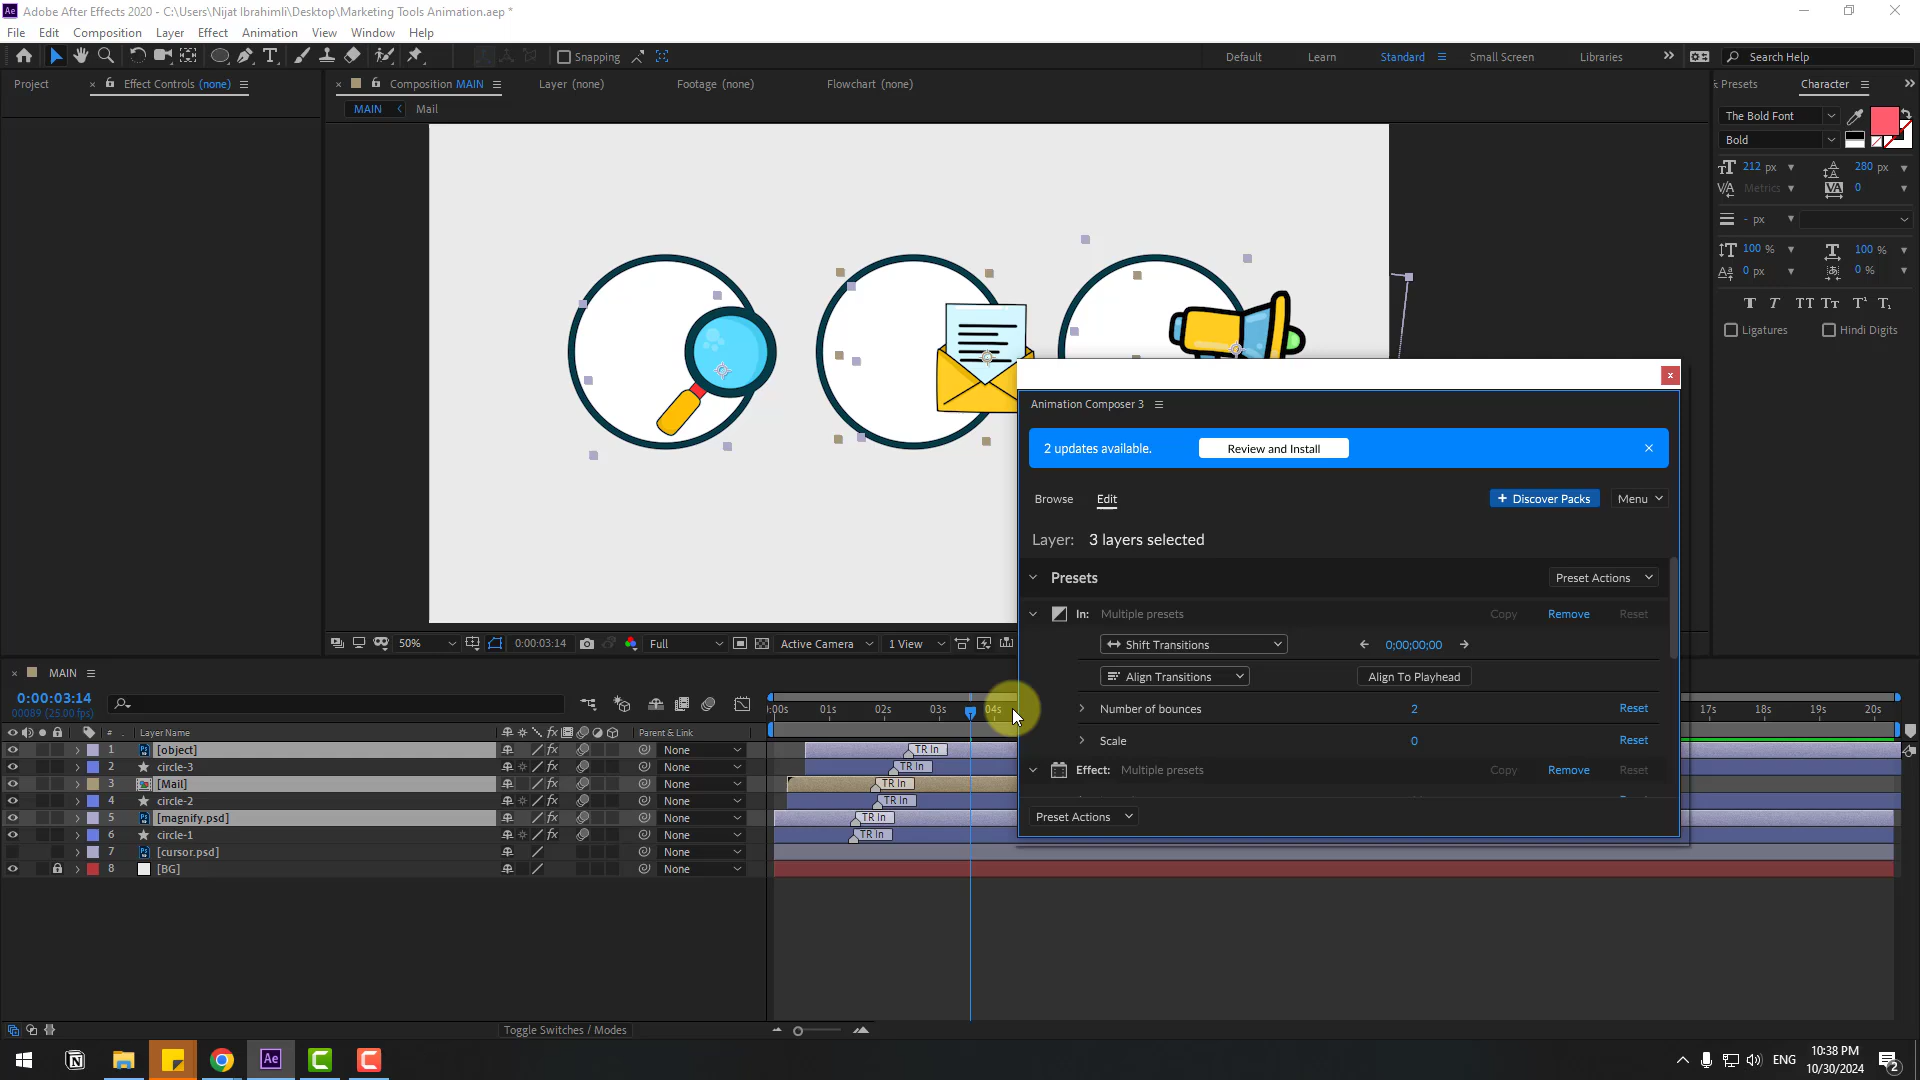 Ae Adobe After Effects 2020 - C:\Users\Nijat Ibrahimli\Desktop\Marketing Tools Animation.aep *
File Edit Composition Layer Effect Animation View Window Help
Snapping Default Learn Standard Small Screen Libraries Search Help
Project Effect Controls (none) Composition MAIN Layer (none) Footage (none) Flowchart (none) Presets Character
MAIN Mail
The Bold Font
Bold
212 px 280 px
Metrics 0
- px
100 % 100 %
0 px 0 %
Ligatures Hindi Digits
Animation Composer 3
2 updates available. Review and Install
Browse Edit + Discover Packs Menu
Layer: 3 layers selected
Presets Preset Actions
In: Multiple presets Copy Remove Reset
Shift Transitions 0;00;00;00
Align Transitions Align To Playhead
Number of bounces 2 Reset
Scale 0 Reset
Effect: Multiple presets Copy Remove Reset
Preset Actions
50% 0:00:03:14 Full Active Camera 1 View
MAIN
0:00:03:14
00089 (25.00 fps)
:00s 01s 02s 03s 04s 17s 18s 19s 20s
# Layer Name Parent & Link
1 [object] None TR In
2 circle-3 None TR In
3 [Mail] None TR In
4 circle-2 None TR In
5 [magnify.psd] None TR In
6 circle-1 None TR In
7 [cursor.psd] None
8 [BG] None
Toggle Switches / Modes
Ae ENG 10:38 PM
10/30/2024 2